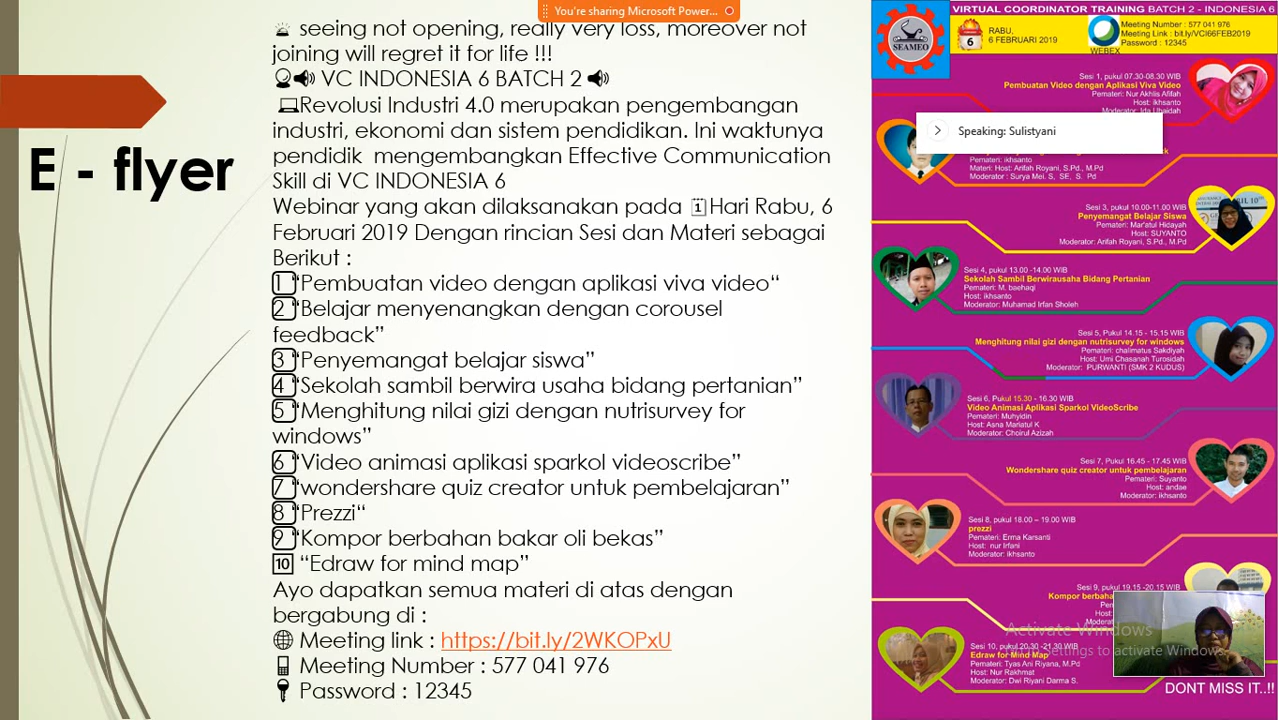 You're sharing Microsoft Power...
E - flyer
seeing not opening, really very loss, moreover not
joining will regret it for life !!!
VC INDONESIA 6 BATCH 2
Revolusi Industri 4.0 merupakan pengembangan
industri, ekonomi dan sistem pendidikan. Ini waktunya
pendidik mengembangkan Effective Communication
Skill di VC INDONESIA 6
Webinar yang akan dilaksanakan pada Hari Rabu, 6
Februari 2019 Dengan rincian Sesi dan Materi sebagai
Berikut :
1 “Pembuatan video dengan aplikasi viva video“
2 “Belajar menyenangkan dengan corousel
feedback”
3 “Penyemangat belajar siswa”
4 “Sekolah sambil berwira usaha bidang pertanian”
5 “Menghitung nilai gizi dengan nutrisurvey for
windows”
6 “Video animasi aplikasi sparkol videoscribe”
7 “wondershare quiz creator untuk pembelajaran”
8 “Prezzi“
9 “Kompor berbahan bakar oli bekas”
10 “Edraw for mind map”
Ayo dapatkan semua materi di atas dengan
bergabung di :
Meeting link : https://bit.ly/2WKOPxU
Meeting Number : 577 041 976
Password : 12345
VIRTUAL COORDINATOR TRAINING BATCH 2 - INDONESIA 6
SEAMEO
6
RABU,
6 FEBRUARI 2019
WEBEX
Meeting Number : 577 041 976
Meeting Link : bit.ly/VCI66FEB2019
Password : 12345
Sesi 1, pukul 07.30-08.30 WIB
Pembuatan Video dengan Aplikasi Viva Video
Pemateri: Nur Akhlis Afifah
Host: ikhsanto
Moderator: Ida Ubaidah
Speaking: Sulistyani
Pemateri: ikhsanto
Materi: Host: Arifah Royani, S.Pd., M.Pd
Moderator : Surya Mei. S, SE, S. Pd
Sesi 3, pukul 10.00-11.00 WIB
Penyemangat Belajar Siswa
Pemateri: Mar'atul Hidayah
Host: SUYANTO
Moderator: Arifah Royani, S.Pd., M.Pd
Sesi 4, pukul 13.00 -14.00 WIB
Sekolah Sambil Berwirausaha Bidang Pertanian
Pemateri: M. baehaqi
Host: ikhsanto
Moderator: Muhamad Irfan Sholeh
Sesi 5, Pukul 14.15 - 15.15 WIB
Menghitung nilai gizi dengan nutrisurvey for windows
Pemateri: chalimatus Sakdiyah
Host: Umi Chasanah Turosidah
Moderator: PURWANTI (SMK 2 KUDUS)
Sesi 6, Pukul 15.30 - 16.30 WIB
Video Animasi Aplikasi Sparkol VideoScribe
Pemateri: Muhyidin
Host: Asna Mariatul K
Moderator: Choirul Azizah
Sesi 7, Pukul 16.45 - 17.45 WIB
Wondershare quiz creator untuk pembelajaran
Pemateri: Suyanto
Host: andae
Moderator: ikhsanto
Sesi 8, pukul 18.00 – 19.00 WIB
prezzi
Pemateri: Erma Karsanti
Host: nur Irfani
Moderator: ikhsanto
Sesi 9, pukul 19.15 -20.15 WIB
Kompor berbaha
Activate Windows
settings to activate Windows.
Sesi 10, pukul 20.30 -21.30 WIB
Edraw for Mind Map
Pemateri: Tyas Ani Riyana, M.Pd
Host: Nur Rakhmat
Moderator: Dwi Riyani Darma S.
DONT MISS IT..!!